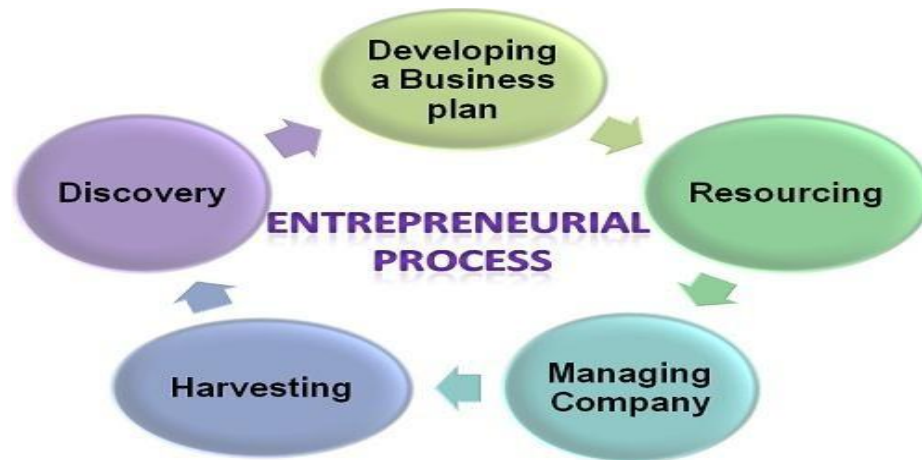 Developing
a Business
plan
Discovery
Resourcing
ENTREPRENEURIAL
PROCESS
Harvesting
Managing
Company